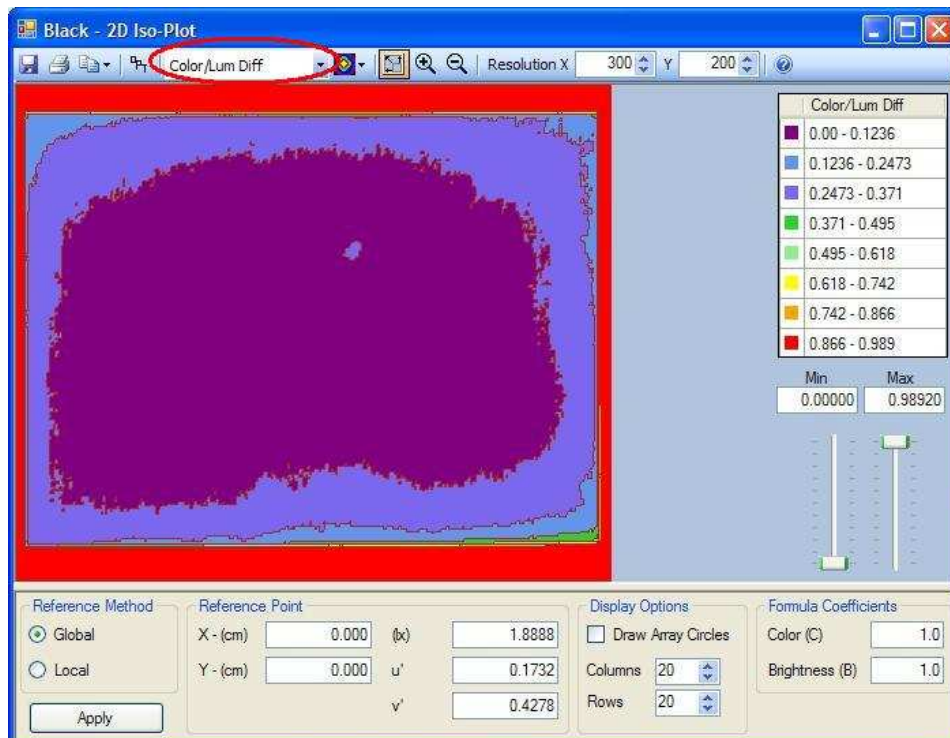 Black - 2D Iso-Plot
Color/Lum Diff Resolution X 300 Y 200
Color/Lum Diff
0.00 - 0.1236
0.1236 - 0.2473
0.2473 - 0.371
0.371 - 0.495
0.495 - 0.618
0.618 - 0.742
0.742 - 0.866
0.866 - 0.989
Min Max
0.00000 0.98920
Reference Method
Global
Local
Apply
Reference Point
X - (cm) 0.000 (lx) 1.8888
Y - (cm) 0.000 u' 0.1732
v' 0.4278
Display Options
Draw Array Circles
Columns 20
Rows 20
Formula Coefficients
Color (C) 1.0
Brightness (B) 1.0